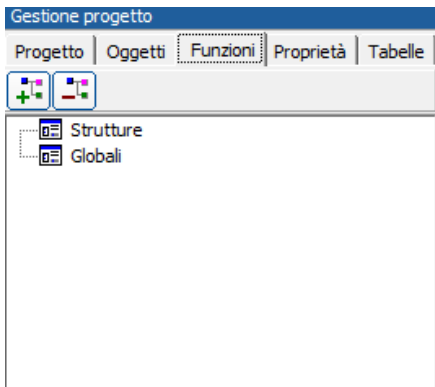 Gestione progetto
Progetto Oggetti Funzioni Proprietà Tabelle
Strutture
Globali